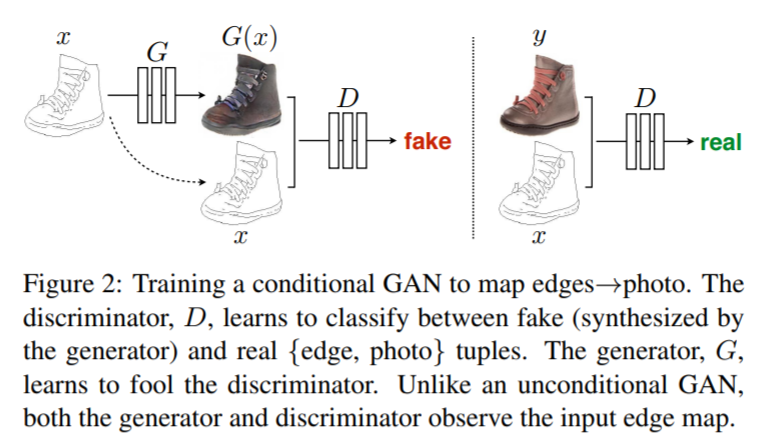 x
G
G(x)
D
fake
x
y
D
real
x
Figure 2: Training a conditional GAN to map edges→photo. The
discriminator, D, learns to classify between fake (synthesized by
the generator) and real {edge, photo} tuples. The generator, G,
learns to fool the discriminator. Unlike an unconditional GAN,
both the generator and discriminator observe the input edge map.